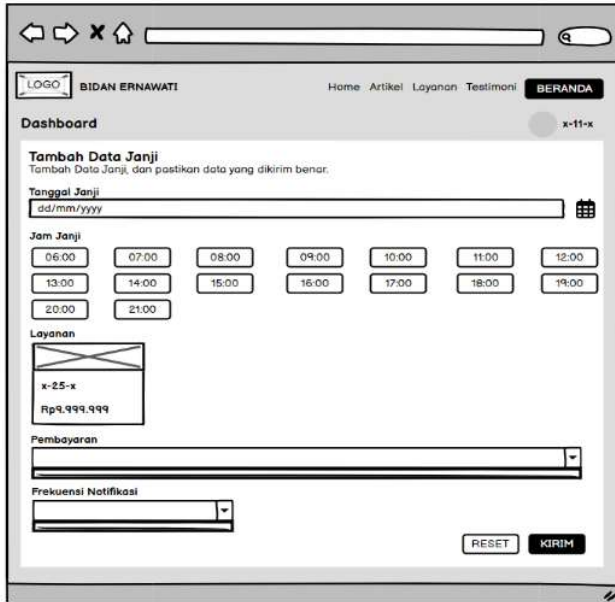 LOGO BIDAN ERNAWATI Home Artikel Layanan Testimoni BERANDA
Dashboard x-11-x
Tambah Data Janji
Tambah Data Janji, dan pastikan data yang dikirim benar.
Tanggal Janji
dd/mm/yyyy
Jam Janji
06:00 07:00 08:00 09:00 10:00 11:00 12:00
13:00 14:00 15:00 16:00 17:00 18:00 19:00
20:00 21:00
Layanan
x-25-x
Rp9.999.999
Pembayaran
Frekuensi Notifikasi
RESET KIRIM